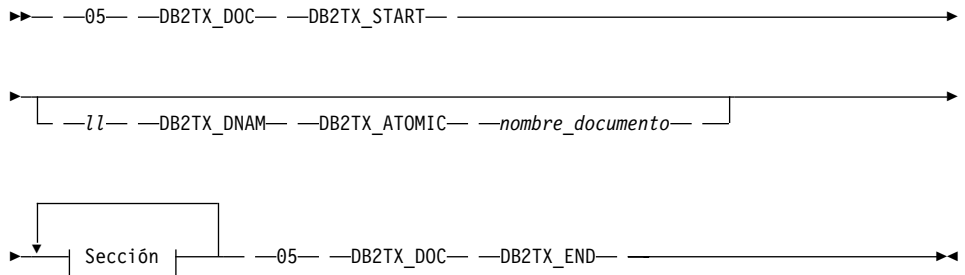 05 DB2TX_DOC DB2TX_START
ll DB2TX_DNAM DB2TX_ATOMIC nombre_documento
Sección 05 DB2TX_DOC DB2TX_END